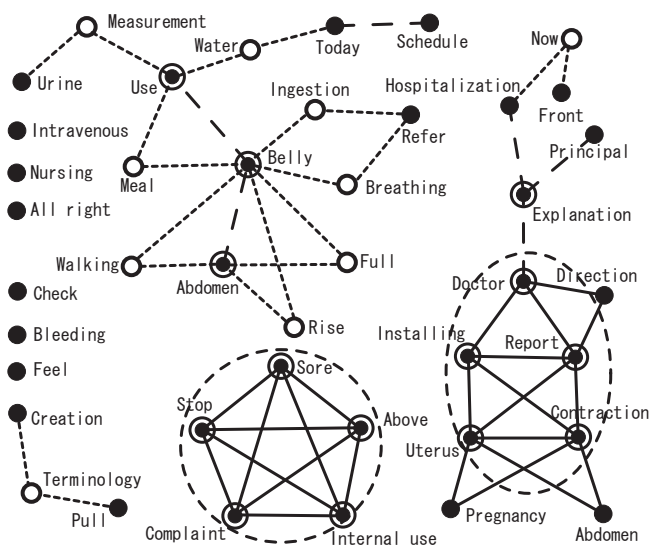 Measurement
Now
Water
Today
Schedule
Urine
Use
Ingestion
Hospitalization
Front
Intravenous
Refer
Principal
Belly
Nursing
Meal
Breathing
All right
Explanation
Walking
Full
Abdomen
Doctor
Direction
Check
Rise
Bleeding
Installing
Report
Feel
Sore
Stop
Creation
Above
Contraction
Uterus
Terminology
Pull
Pregnancy
Complaint
Internal use
Abdomen